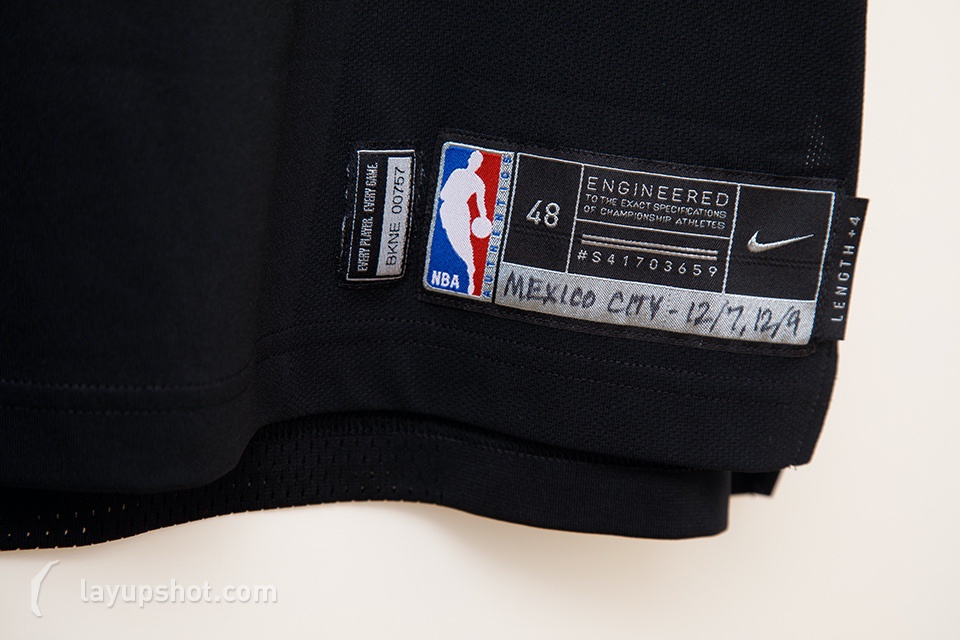 EVERY PLAYER. EVERY GAME.
BKNE 00757
NBA
AUTHENTICS
48
ENGINEERED
TO THE EXACT SPECIFICATIONS
OF CHAMPIONSHIP ATHLETES
#S41703659
MEXICO CITY - 12/7, 12/9
LENGTH+4
layupshot.com